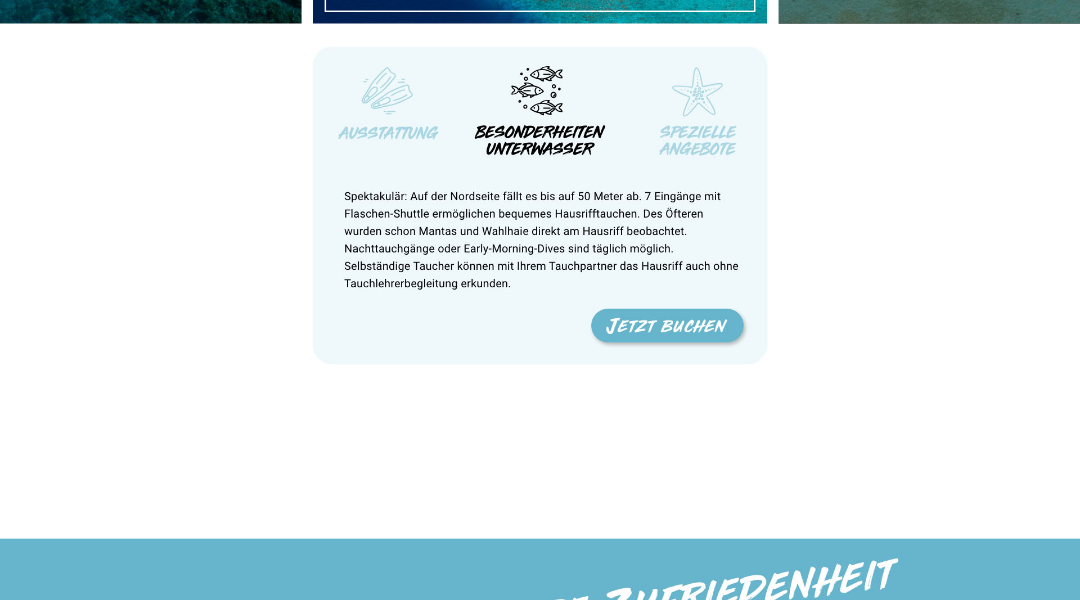 AUSSTATTUNG
BESONDERHEITEN
UNTERWASSER
SPEZIELLE
ANGEBOTE
Spektakulär: Auf der Nordseite fällt es bis auf 50 Meter ab. 7 Eingänge mit
Flaschen-Shuttle ermöglichen bequemes Hausrifftauchen. Des Öfteren
wurden schon Mantas und Wahlhaie direkt am Hausriff beobachtet.
Nachttauchgänge oder Early-Morning-Dives sind täglich möglich.
Selbständige Taucher können mit Ihrem Tauchpartner das Hausriff auch ohne
Tauchlehrerbegleitung erkunden.
JETZT BUCHEN
ZUFRIEDENHEIT